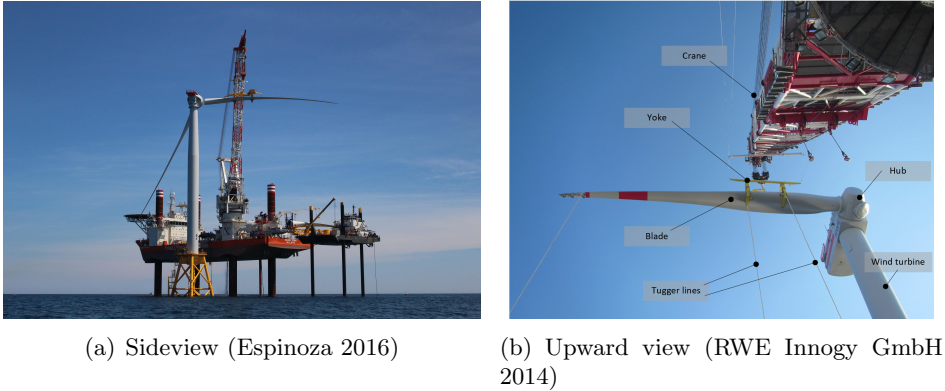 Crane
Yoke
Hub
Blade
Wind turbine
Tugger lines
(a) Sideview (Espinoza 2016)
(b) Upward view (RWE Innogy GmbH
2014)